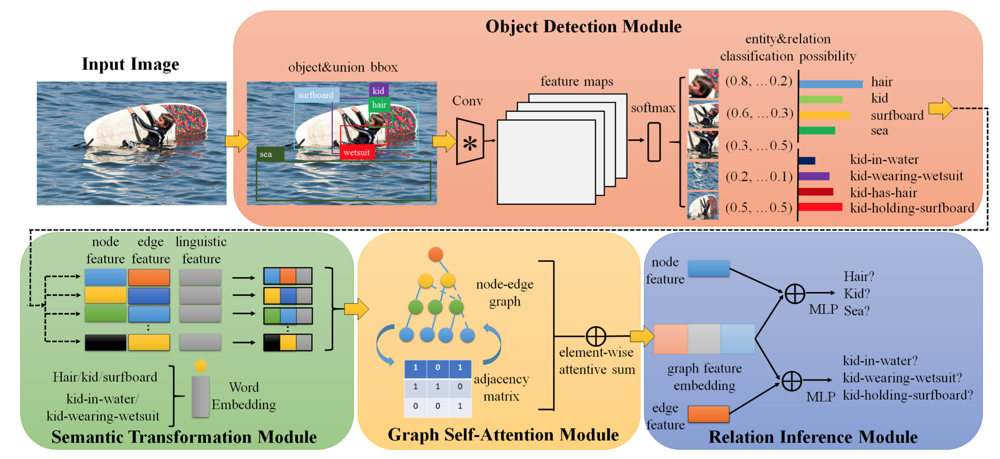 Object Detection Module
Input Image
object&union bbox
surfboard
kid
hair
wetsuit
sea
Conv
feature maps
softmax
entity&relation
classification possibility
(0.8, ...0.2)
(0.6, ...0.3)
(0.3, ...0.5)
(0.2, ...0.1)
(0.5, ...0.5)
hair
kid
surfboard
sea
kid-in-water
kid-wearing-wetsuit
kid-has-hair
kid-holding-surfboard
node
feature
edge
feature
linguistic
feature
Hair/kid/surfboard
kid-in-water/
kid-wearing-wetsuit
Word
Embedding
Semantic Transformation Module
node-edge
graph
1 0 1
1 1 0
0 0 1
adjacency
matrix
element-wise
attentive sum
Graph Self-Attention Module
node
feature
graph feature
embedding
edge
feature
MLP
Hair?
Kid?
Sea?
MLP
kid-in-water?
kid-wearing-wetsuit?
kid-holding-surfboard?
Relation Inference Module